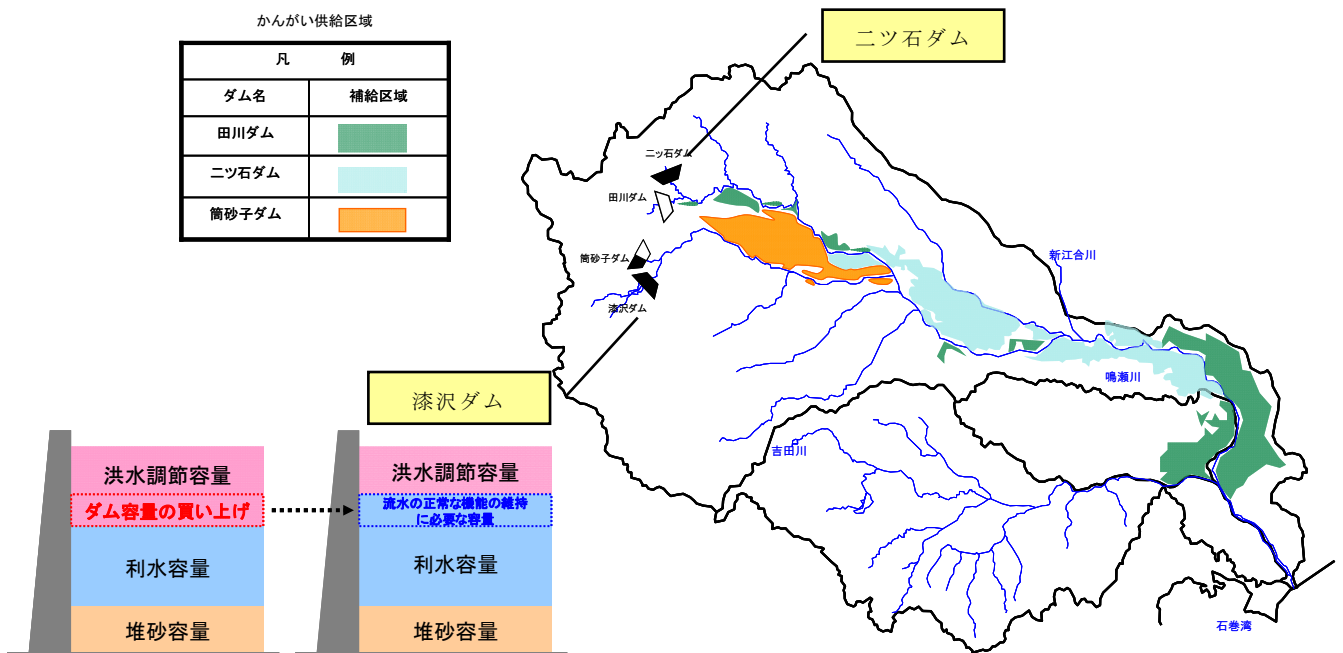 かんがい供給区域
凡 例
ダム名 補給区域
田川ダム
二ツ石ダム
筒砂子ダム
二ツ石ダム
二ッ石ダム
田川ダム
筒砂子ダム
漆沢ダム
新江合川
鳴瀬川
吉田川
石巻湾
漆沢ダム
洪水調節容量
ダム容量の買い上げ
利水容量
堆砂容量
洪水調節容量
流水の正常な機能の維持
に必要な容量
利水容量
堆砂容量